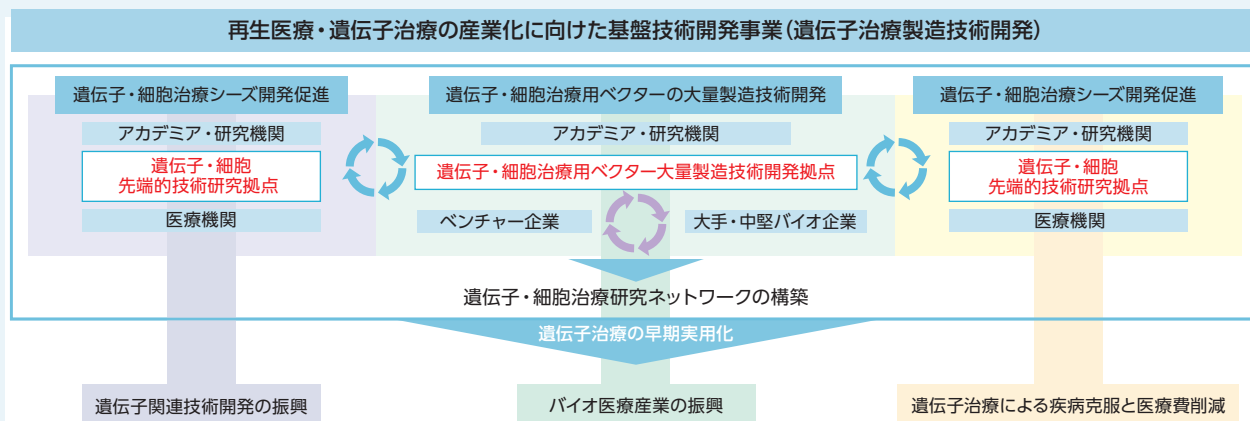 再生医療・遺伝子治療の産業化に向けた基盤技術開発事業(遺伝子治療製造技術開発)
遺伝子・細胞治療シーズ開発促進
アカデミア・研究機関
遺伝子・細胞
先端的技術研究拠点
医療機関
遺伝子・細胞治療用ベクターの大量製造技術開発
アカデミア・研究機関
遺伝子・細胞治療用ベクター大量製造技術開発拠点
ベンチャー企業
大手・中堅バイオ企業
遺伝子・細胞治療シーズ開発促進
アカデミア・研究機関
遺伝子・細胞
先端的技術研究拠点
医療機関
遺伝子・細胞治療研究ネットワークの構築
遺伝子治療の早期実用化
遺伝子関連技術開発の振興
バイオ医療産業の振興
遺伝子治療による疾病克服と医療費削減